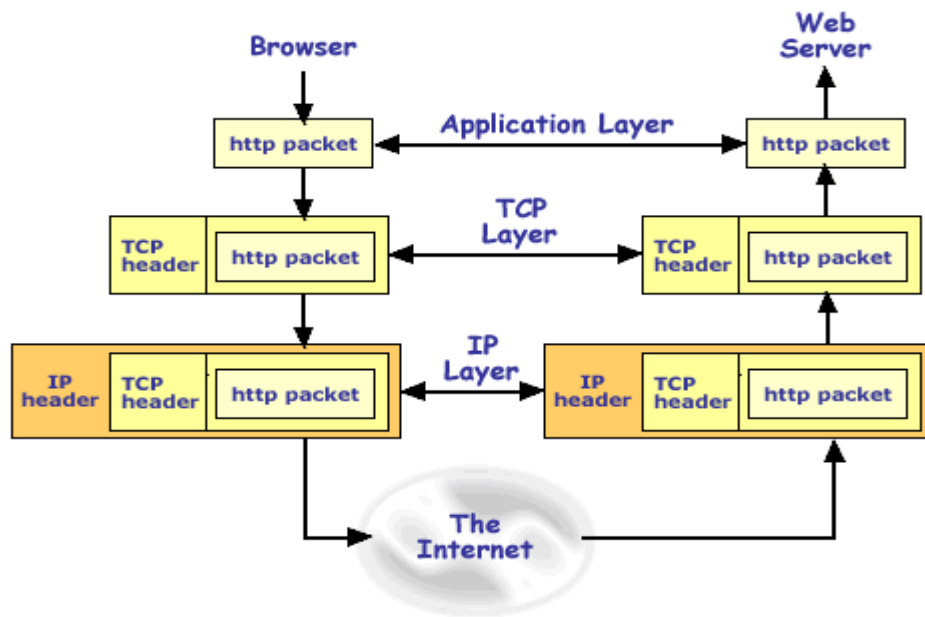 Browser
Web
Server
Application Layer
http packet
http packet
TCP
Layer
TCP
header
http packet
TCP
header
http packet
IP
Layer
IP
header
TCP
header
http packet
IP
header
TCP
header
http packet
The
Internet